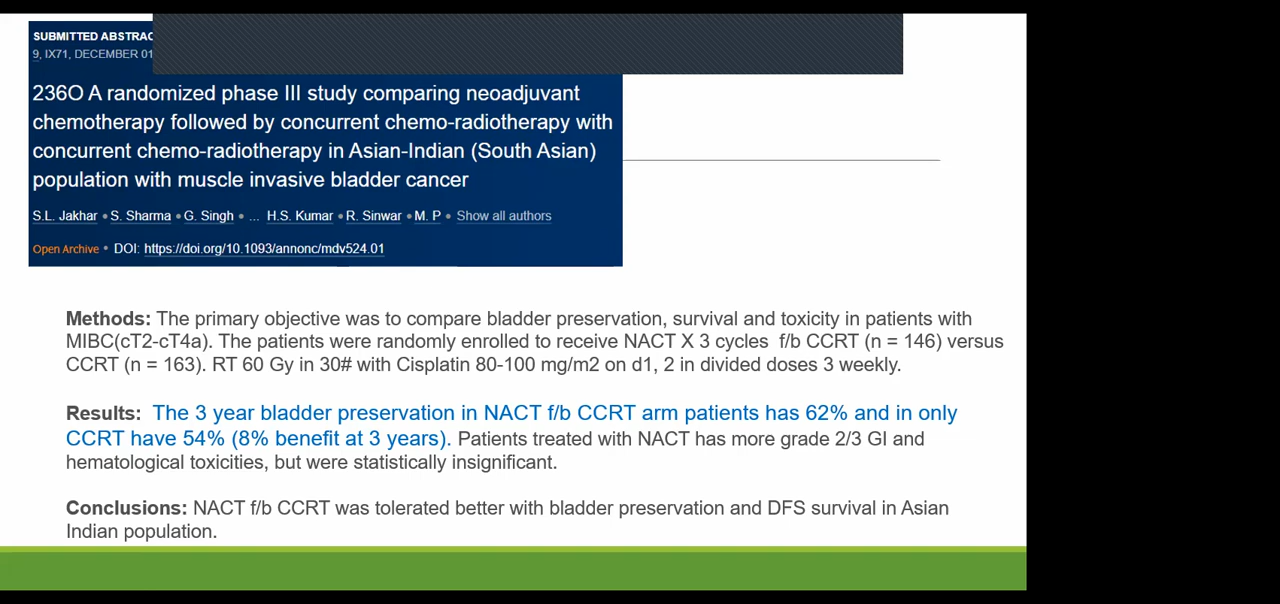 SUBMITTED ABSTRAC
9, IX71, DECEMBER 01
236O A randomized phase III study comparing neoadjuvant
chemotherapy followed by concurrent chemo-radiotherapy with
concurrent chemo-radiotherapy in Asian-Indian (South Asian)
population with muscle invasive bladder cancer
S.L. Jakhar • S. Sharma • G. Singh • ... H.S. Kumar • R. Sinwar • M. P • Show all authors
Open Archive • DOI: https://doi.org/10.1093/annonc/mdv524.01
Methods: The primary objective was to compare bladder preservation, survival and toxicity in patients with
MIBC(cT2-cT4a). The patients were randomly enrolled to receive NACT X 3 cycles f/b CCRT (n = 146) versus
CCRT (n = 163). RT 60 Gy in 30# with Cisplatin 80-100 mg/m2 on d1, 2 in divided doses 3 weekly.
Results: The 3 year bladder preservation in NACT f/b CCRT arm patients has 62% and in only
CCRT have 54% (8% benefit at 3 years). Patients treated with NACT has more grade 2/3 GI and
hematological toxicities, but were statistically insignificant.
Conclusions: NACT f/b CCRT was tolerated better with bladder preservation and DFS survival in Asian
Indian population.